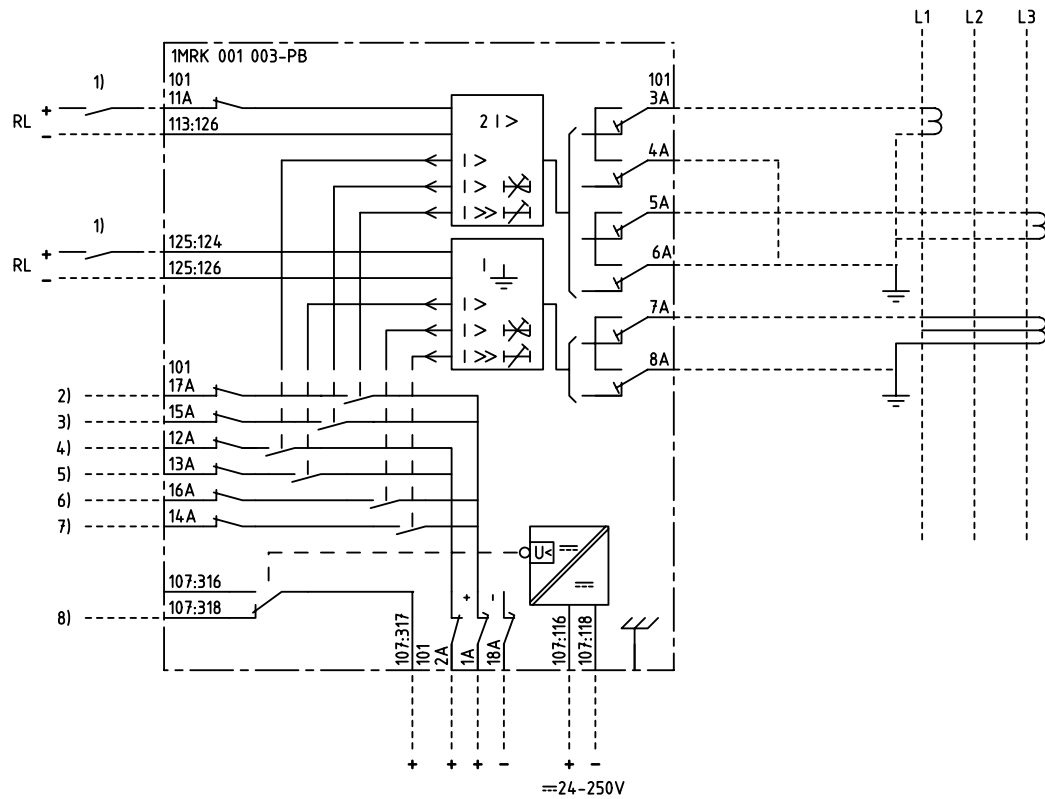 L1 L2 L3
1MRK 001 003-PB
1)
101
101
11A
3A
RL + -
113:126
2 I >
I >
4A
I >
I >>
5A
1)
125:124
RL + -
125:126
I
6A
I >
7A
I >
I >>
8A
101
2) 17A
3) 15A
4) 12A
5) 13A
6) 16A
7) 14A
U<
107:316
8) 107:318
+ -
107:317
101
2A
1A
18A
107:116
107:118
+ + + - + -
24-250V